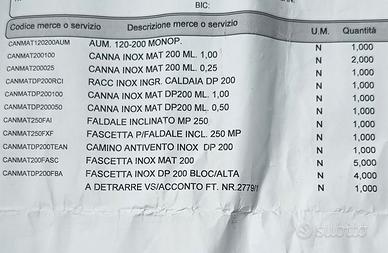 BIC:
Codice merce o servizio Descrizione merce o servizio U.M. Quantità
CANMAT120200AUM AUM. 120-200 MONOP. N 1,000
CANMAT200100 CANNA INOX MAT 200 ML. 1,00 N 2,000
CANMAT200025 CANNA INOX MAT 200 ML. 0,25 N 1,000
CANMATDP200RCI RACC INOX INGR. CALDAIA DP 200 N 1,000
CANMATDP200100 CANNA INOX MAT DP200 ML. 1,00 N 1,000
CANMATDP200050 CANNA INOX MAT DP200 ML. 0,50 N 1,000
CANMAT250FAI FALDALE INCLINATO MP 250 N 1,000
CANMAT250FXF FASCETTA P/FALDALE INCL. 250 MP N 1,000
CANMATDP200TEAN CAMINO ANTIVENTO INOX DP 200 N 1,000
CANMAT200FASC FASCETTA INOX MAT 200 N 5,000
CANMATDP200FBA FASCETTA INOX DP 200 BLOC/ALTA N 4,000
A DETRARRE VS/ACCONTO FT. NR.2779/1 N 1,000
subito